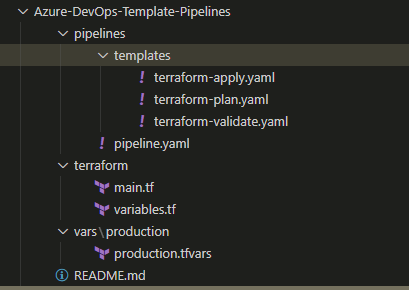 Azure-DevOps-Template-Pipelines
pipelines
templates
terraform-apply.yaml
terraform-plan.yaml
terraform-validate.yaml
pipeline.yaml
terraform
main.tf
variables.tf
vars\production
production.tfvars
README.md